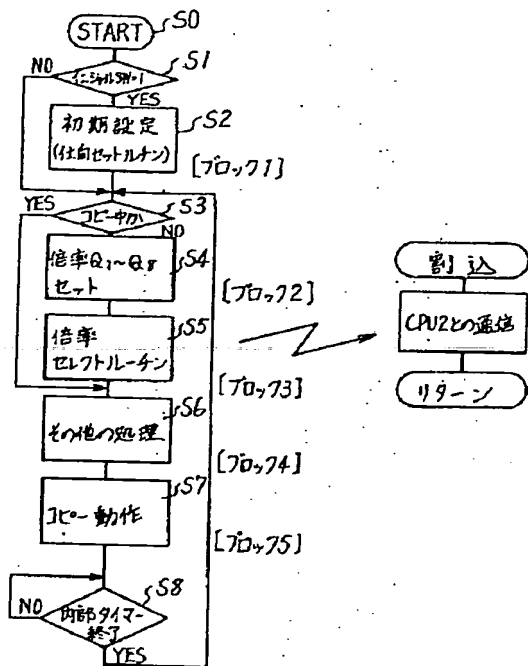 START
S0
NO
イニシャルSW=1
S1
YES
初期設定
(仕向セットルチン)
S2
[ブロック1]
YES
コピー中か
S3
NO
倍率Q1~Q8
セット
S4
[ブロック2]
倍率
セレクトルーチン
S5
[ブロック3]
その他の処理
S6
[ブロック4]
コピー動作
S7
[ブロック5]
NO
内部タイマー
終了
S8
YES
割込
CPU2との通信
リターン